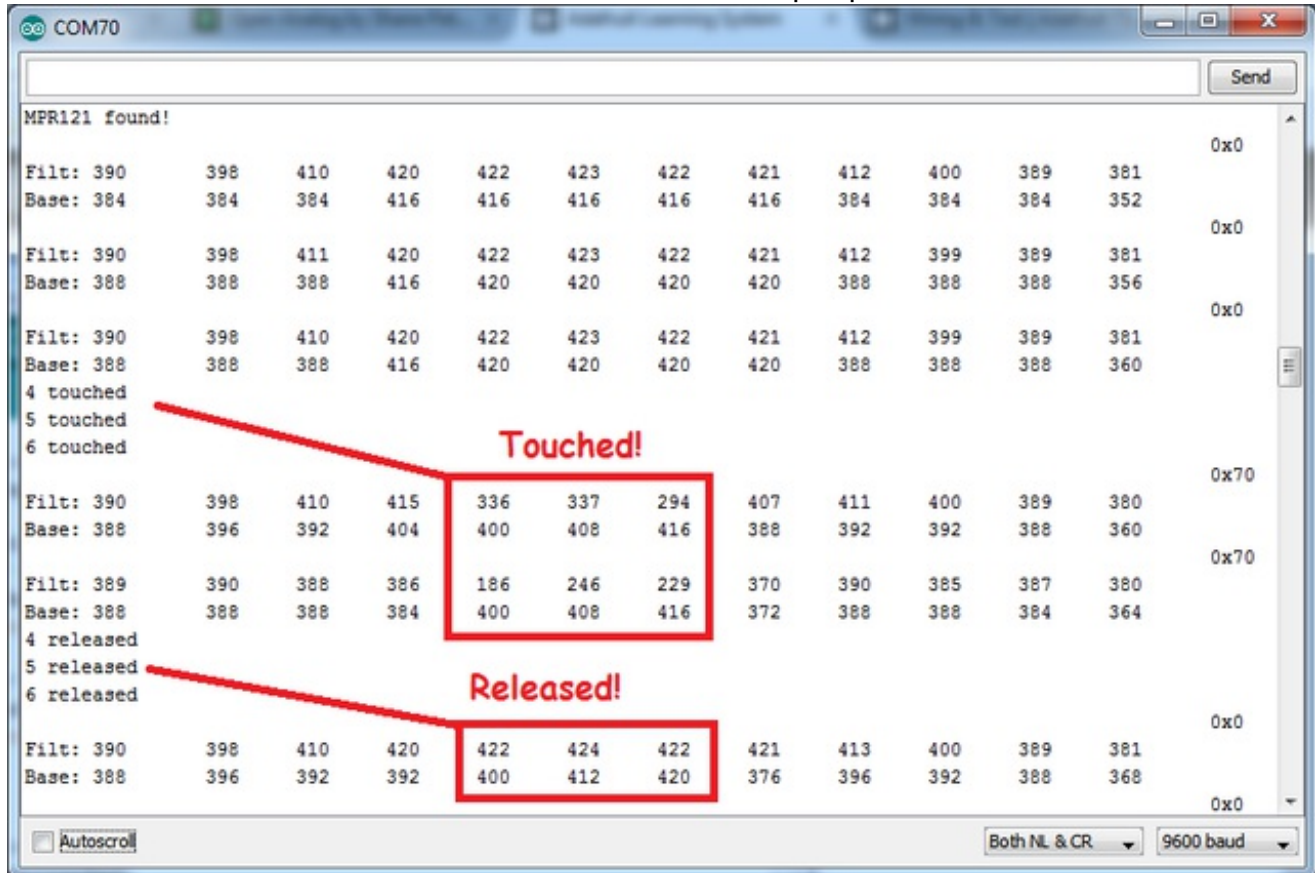 COM70
Send
MPR121 found!
0x0
Filt: 390 398 410 420 422 423 422 421 412 400 389 381
Base: 384 384 384 416 416 416 416 416 384 384 384 352
0x0
Filt: 390 398 411 420 422 423 422 421 412 399 389 381
Base: 388 388 388 416 420 420 420 420 388 388 388 356
0x0
Filt: 390 398 410 420 422 423 422 421 412 399 389 381
Base: 388 388 388 416 420 420 420 420 388 388 388 360
4 touched
5 touched
6 touched
Touched!
0x70
Filt: 390 398 410 415 336 337 294 407 411 400 389 380
Base: 388 396 392 404 400 408 416 388 392 392 388 360
0x70
Filt: 389 390 388 386 186 246 229 370 390 385 387 380
Base: 388 388 388 384 400 408 416 372 388 388 384 364
4 released
5 released
6 released
Released!
0x0
Filt: 390 398 410 420 422 424 422 421 413 400 389 381
Base: 388 396 392 392 400 412 420 376 396 392 388 368
0x0
Autoscroll
Both NL & CR
9600 baud